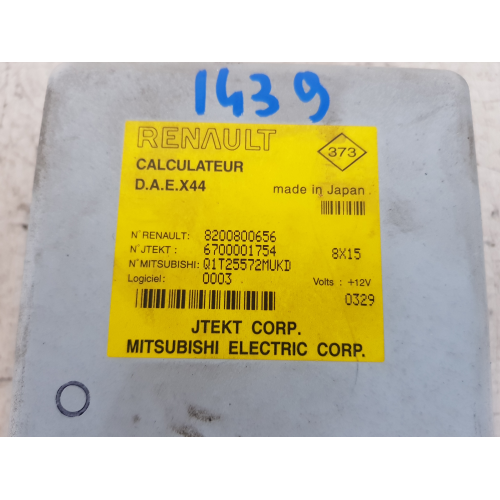 1439
RENAULT
373
CALCULATEUR
D.A.E.X44
made in Japan
N°RENAULT: 8200800656
N°JTEKT : 6700001754 8X15
N°MITSUBISHI: Q1T25572MUKD
Logiciel: 0003 Volts : +12V
0329
JTEKT CORP.
MITSUBISHI ELECTRIC CORP.